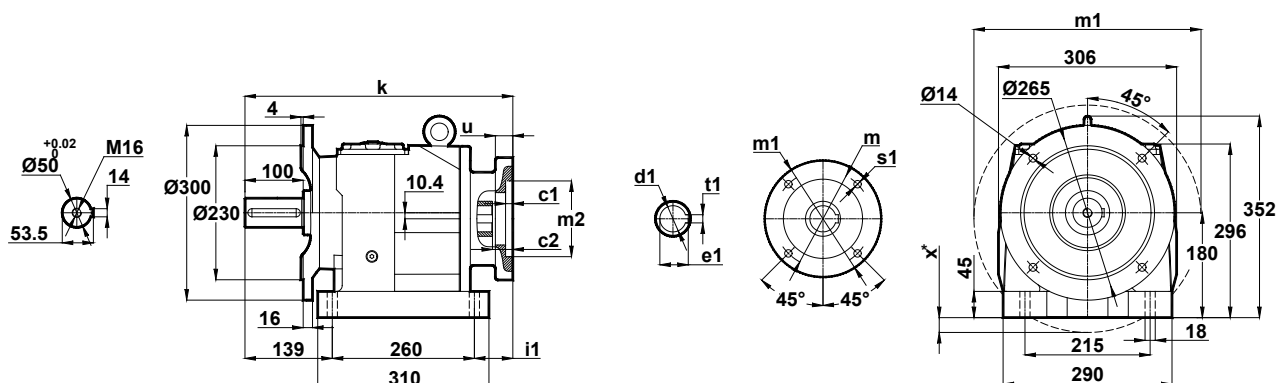 k
4
u
+0.02
0
Ø50
M16
14
53.5
Ø300
Ø230
100
10.4
c1
m2
c2
16
139
260
i1
310
d1
t1
e1
m1
m
s1
45°
45°
m1
306
Ø14
Ø265
45°
x*
45
180
296
352
18
215
290